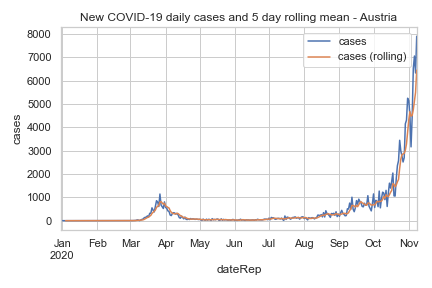 New COVID-19 daily cases and 5 day rolling mean - Austria
cases
cases (rolling)
8000
7000
6000
5000
4000
3000
2000
1000
0
cases
Jan Feb Mar Apr May Jun Jul Aug Sep Oct Nov
2020
dateRep